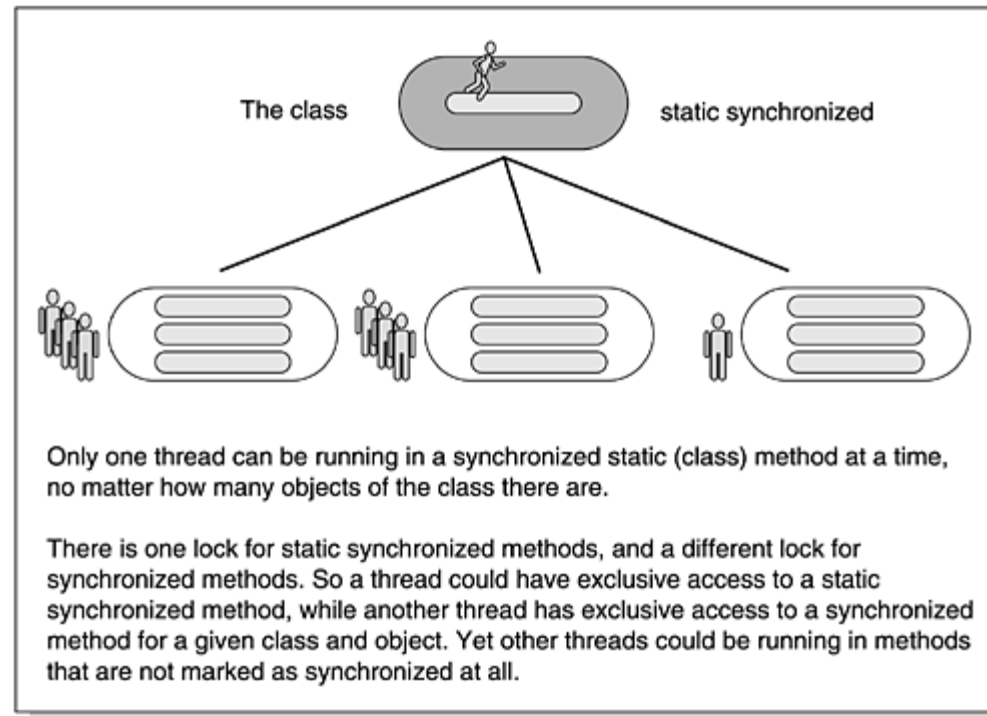 The class
static synchronized
Only one thread can be running in a synchronized static (class) method at a time,
no matter how many objects of the class there are.
There is one lock for static synchronized methods, and a different lock for
synchronized methods. So a thread could have exclusive access to a static
synchronized method, while another thread has exclusive access to a synchronized
method for a given class and object. Yet other threads could be running in methods
that are not marked as synchronized at all.